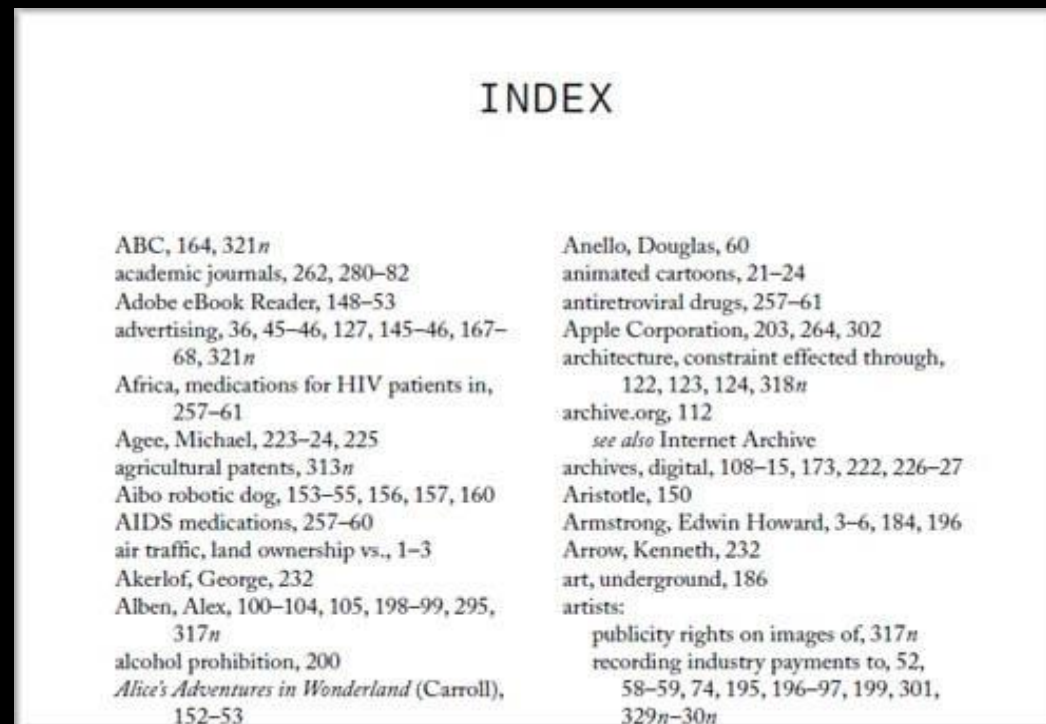 INDEX
ABC, 164, 321n
academic journals, 262, 280–82
Adobe eBook Reader, 148–53
advertising, 36, 45–46, 127, 145–46, 167–
68, 321n
Africa, medications for HIV patients in,
257–61
Agee, Michael, 223–24, 225
agricultural patents, 313n
Aibo robotic dog, 153–55, 156, 157, 160
AIDS medications, 257–60
air traffic, land ownership vs., 1–3
Akerlof, George, 232
Alben, Alex, 100–104, 105, 198–99, 295,
317n
alcohol prohibition, 200
Alice's Adventures in Wonderland (Carroll),
152–53
Anello, Douglas, 60
animated cartoons, 21–24
antiretroviral drugs, 257–61
Apple Corporation, 203, 264, 302
architecture, constraint effected through,
122, 123, 124, 318n
archive.org, 112
see also Internet Archive
archives, digital, 108–15, 173, 222, 226–27
Aristotle, 150
Armstrong, Edwin Howard, 3–6, 184, 196
Arrow, Kenneth, 232
art, underground, 186
artists:
publicity rights on images of, 317n
recording industry payments to, 52,
58–59, 74, 195, 196–97, 199, 301,
329n–30n